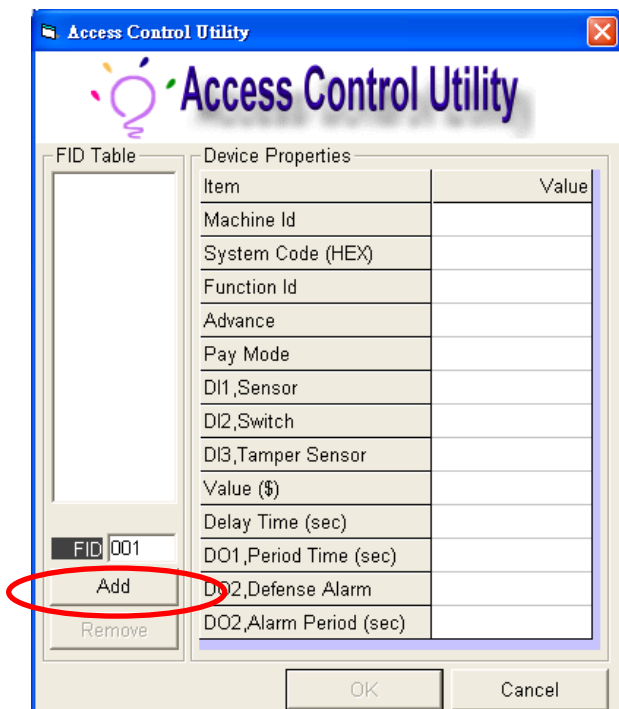 Access Control Utility
Access Control Utility
FID Table
Device Properties
Item Value
Machine Id
System Code (HEX)
Function Id
Advance
Pay Mode
DI1,Sensor
DI2,Switch
DI3,Tamper Sensor
Value ($)
Delay Time (sec)
DO1,Period Time (sec)
DO2,Defense Alarm
DO2,Alarm Period (sec)
FID 001
Add
Remove
OK Cancel